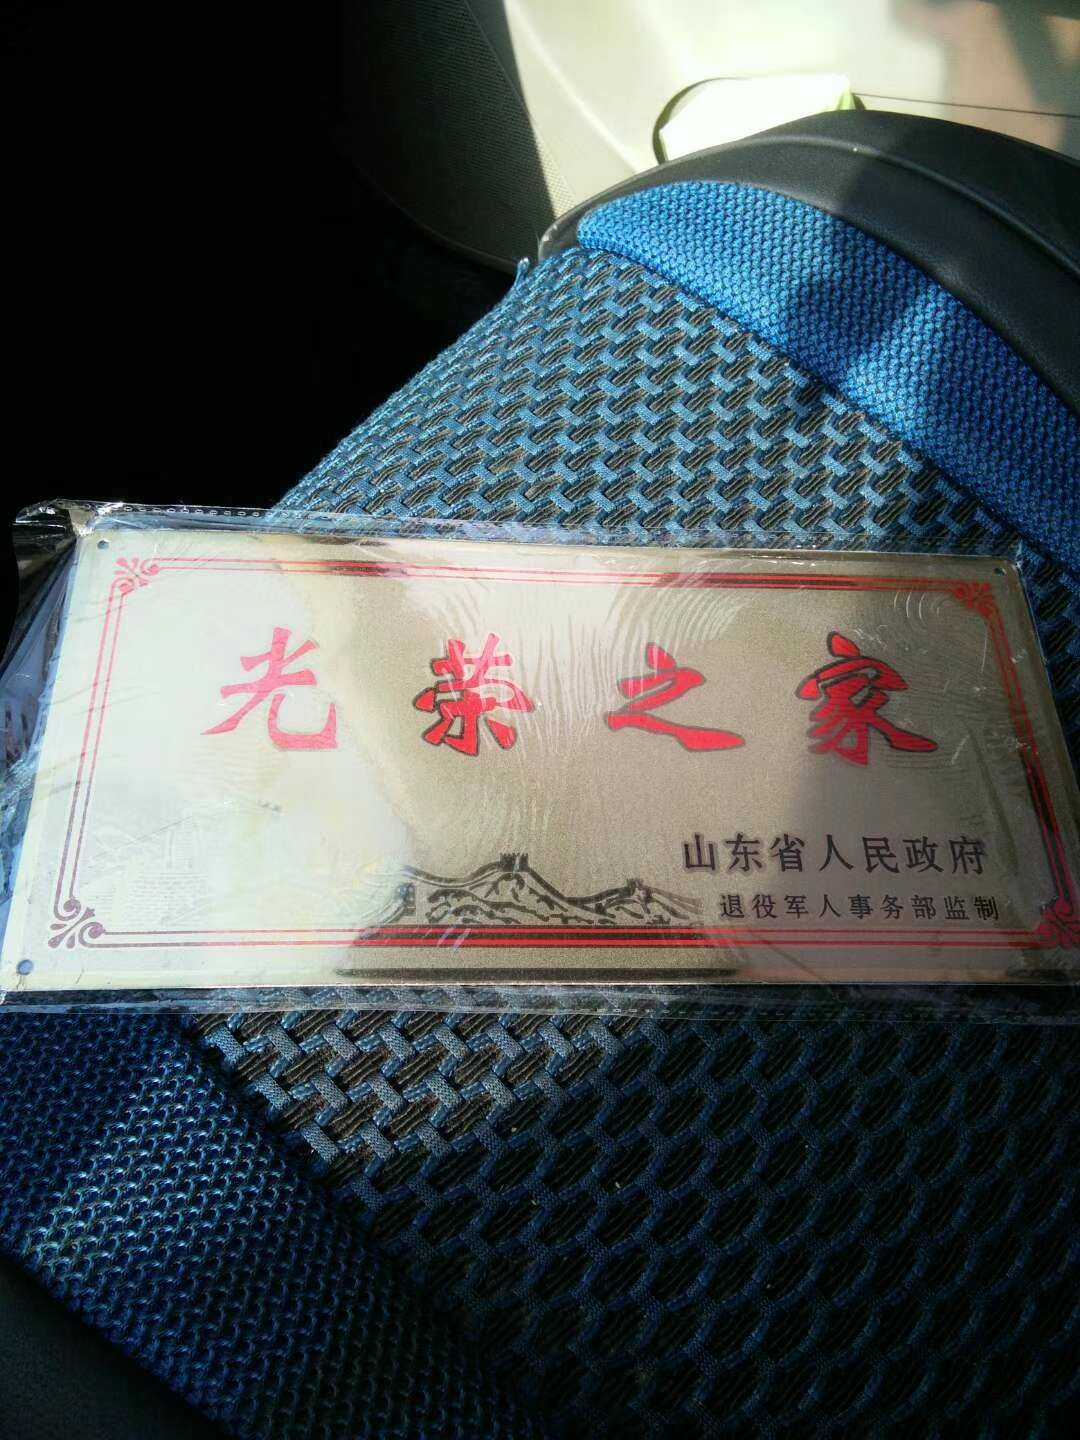 光荣之家
山东省人民政府
退役军人事务部监制